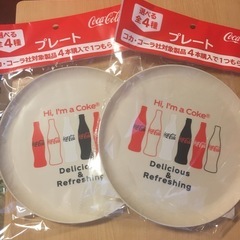 選べる
全4種
プレート
コカ・コーラ社対象製品 4本購入で1つもら
Coca-Cola
選べる
全4種
プレート
コカ・コーラ社対象製品 4本購入で1つもら
Hi, I'm a Coke®
Delicious
&
Refreshing
Hi, I'm a Coke®
Delicious
&
Refreshing